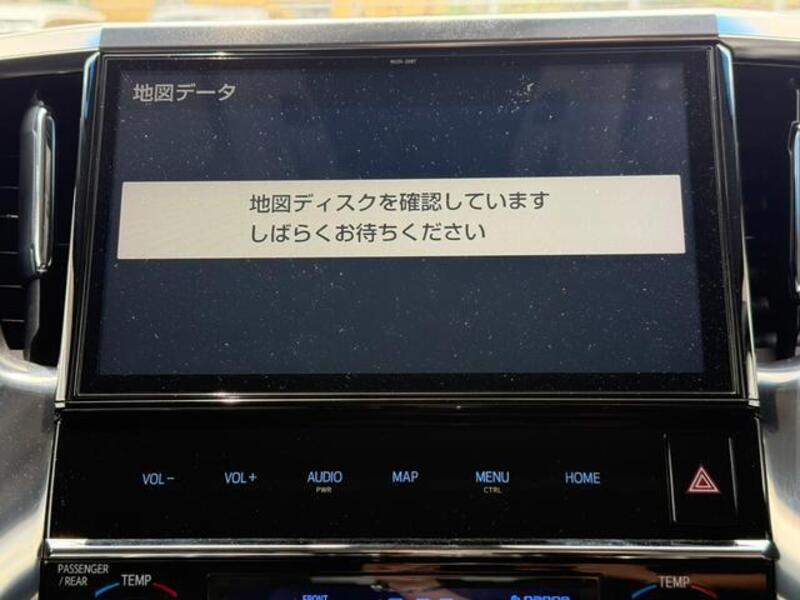 地図データ
地図ディスクを確認しています
しばらくお待ちください
VOL−
VOL+
AUDIO
PWR
MAP
MENU
CTRL
HOME
PASSENGER
/REAR
TEMP
FRONT
TEMP